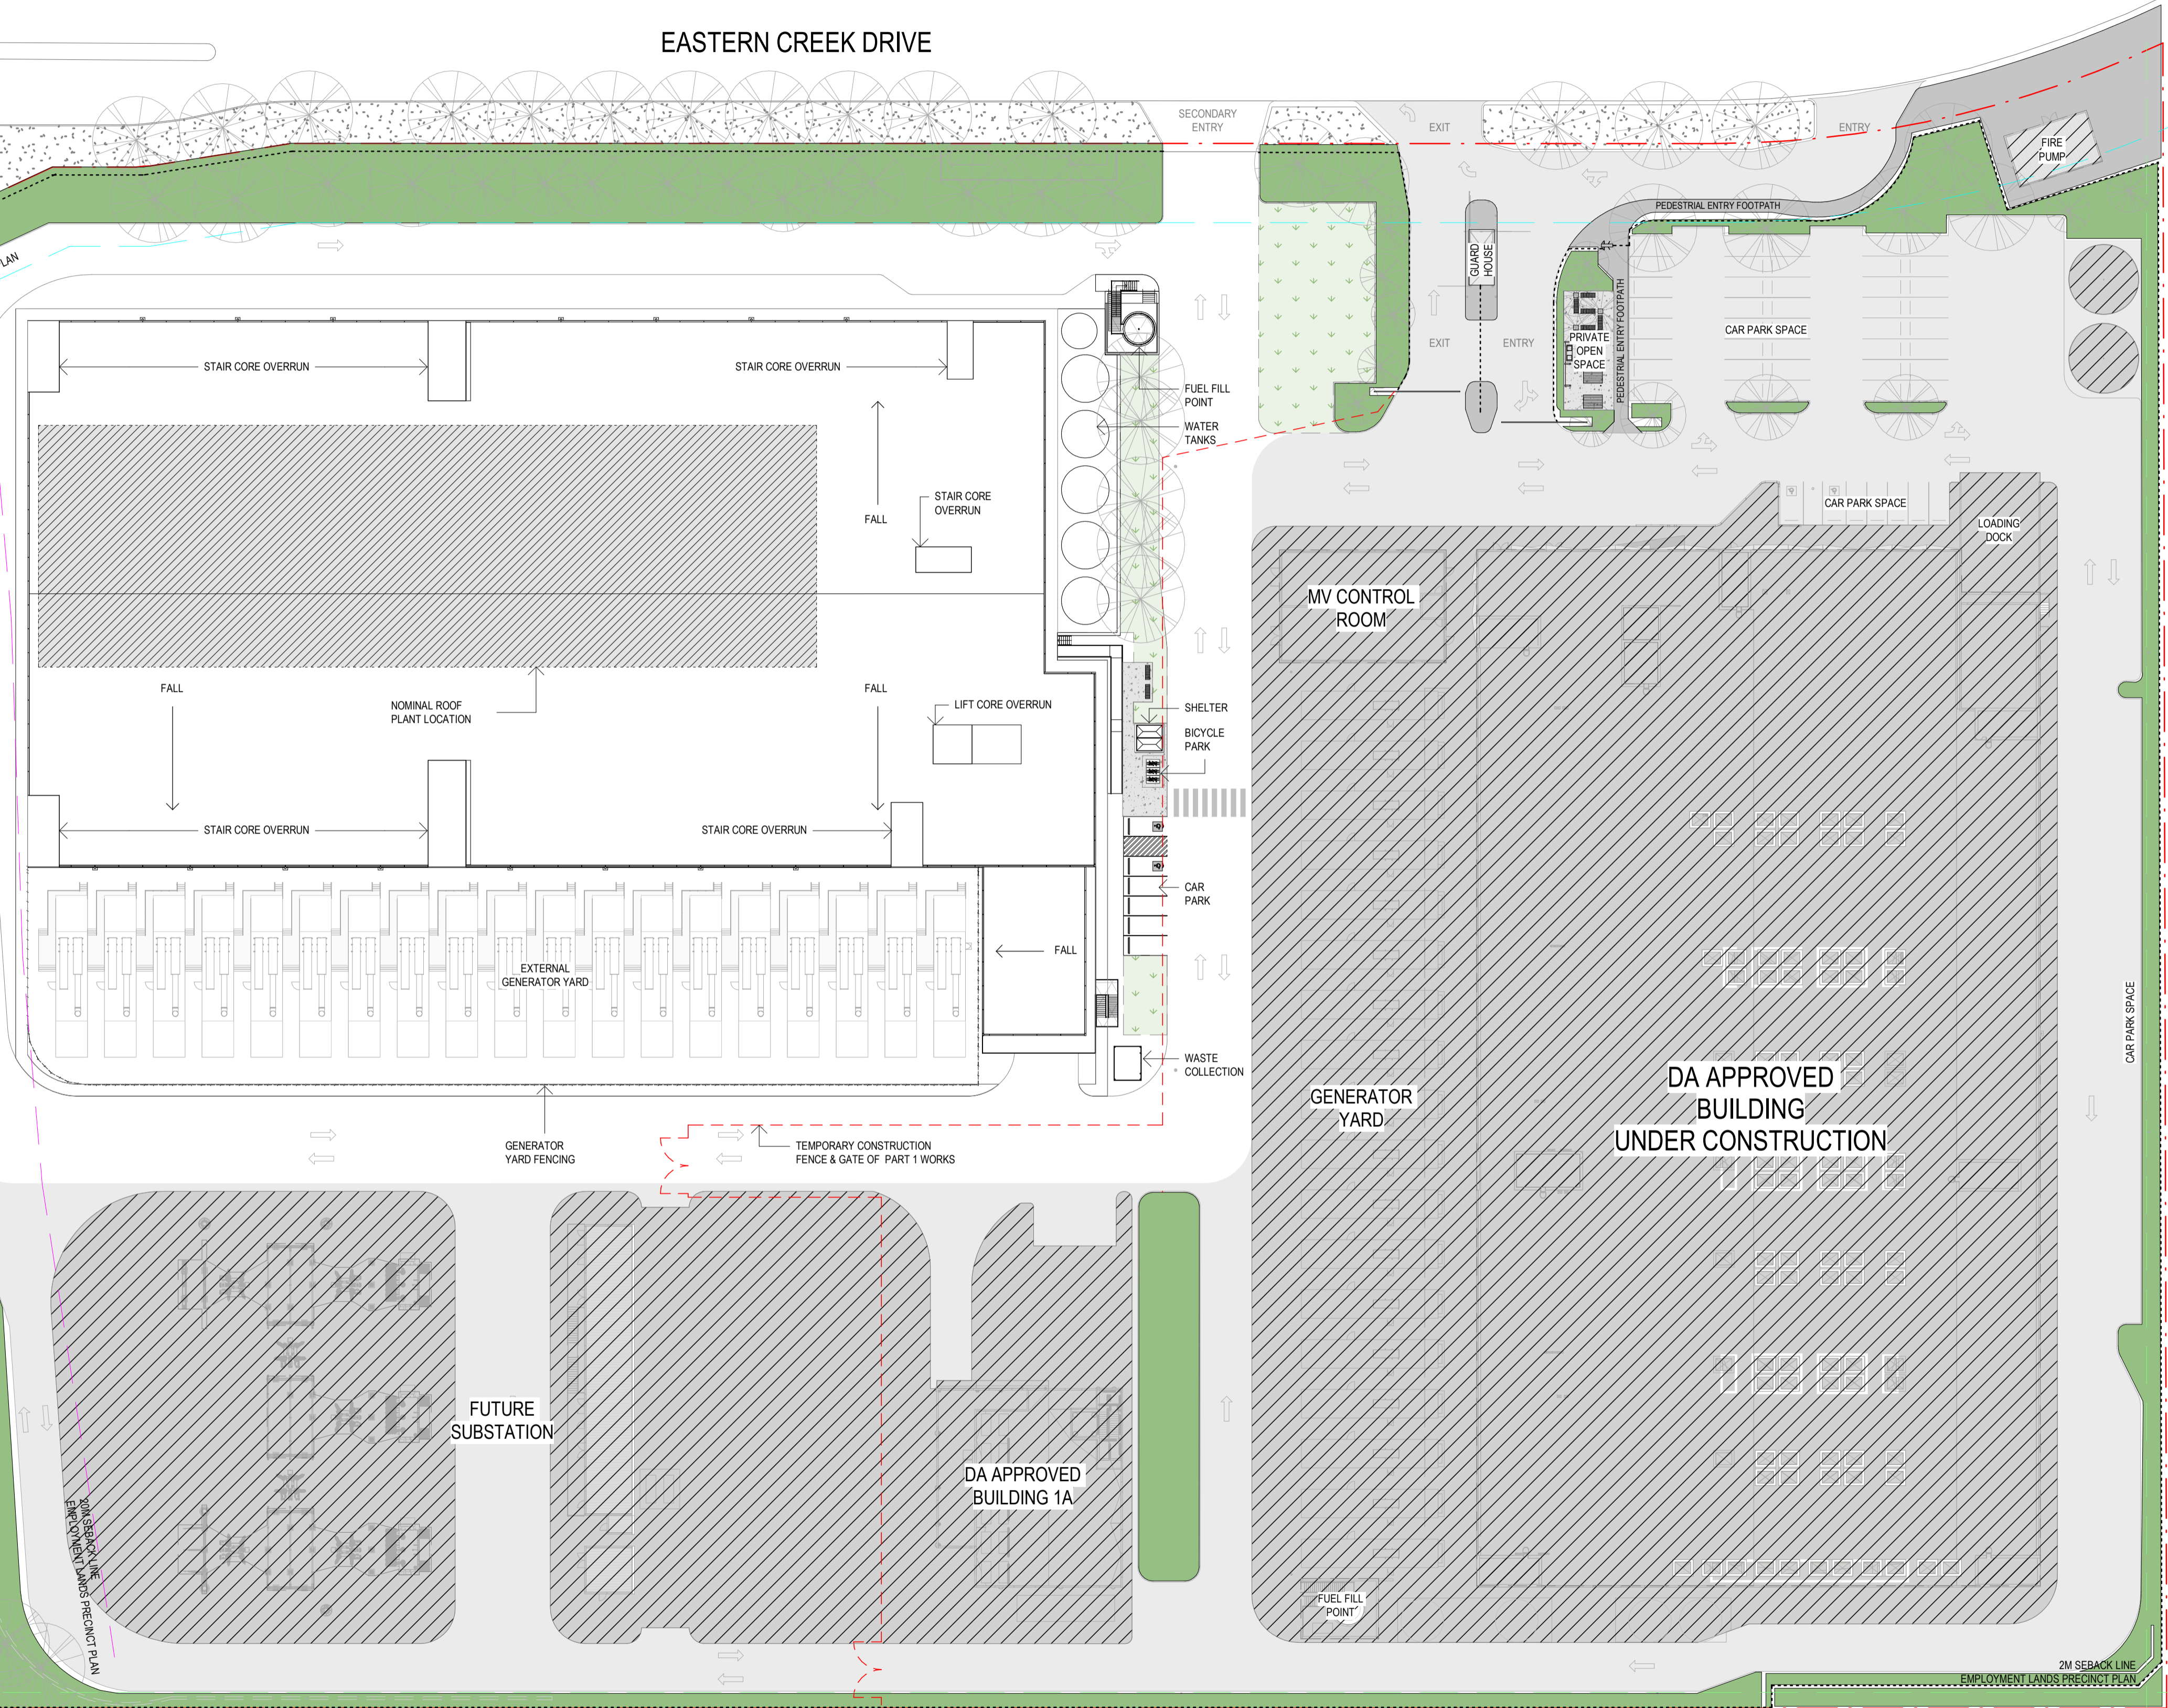 EASTERN CREEK DRIVE
SECONDARY
ENTRY
EXIT
ENTRY
FIRE
PUMP
PEDESTRIAL ENTRY FOOTPATH
GUARD
HOUSE
LAN
STAIR CORE OVERRUN
STAIR CORE OVERRUN
EXIT
ENTRY
PRIVATE
OPEN
SPACE
PEDESTRIAL ENTRY FOOTPATH
CAR PARK SPACE
FUEL FILL
POINT
WATER
TANKS
STAIR CORE
OVERRUN
FALL
CAR PARK SPACE
LOADING
DOCK
MV CONTROL
ROOM
FALL
NOMINAL ROOF
PLANT LOCATION
FALL
LIFT CORE OVERRUN
SHELTER
BICYCLE
PARK
STAIR CORE OVERRUN
STAIR CORE OVERRUN
CAR
PARK
FALL
EXTERNAL
GENERATOR YARD
CAR PARK SPACE
WASTE
COLLECTION
GENERATOR
YARD
DA APPROVED
BUILDING
UNDER CONSTRUCTION
GENERATOR
YARD FENCING
TEMPORARY CONSTRUCTION
FENCE & GATE OF PART 1 WORKS
FUTURE
SUBSTATION
DA APPROVED
BUILDING 1A
20M SEBACK LINE
EMPLOYMENT LANDS PRECINCT PLAN
FUEL FILL
POINT
2M SEBACK LINE
EMPLOYMENT LANDS PRECINCT PLAN